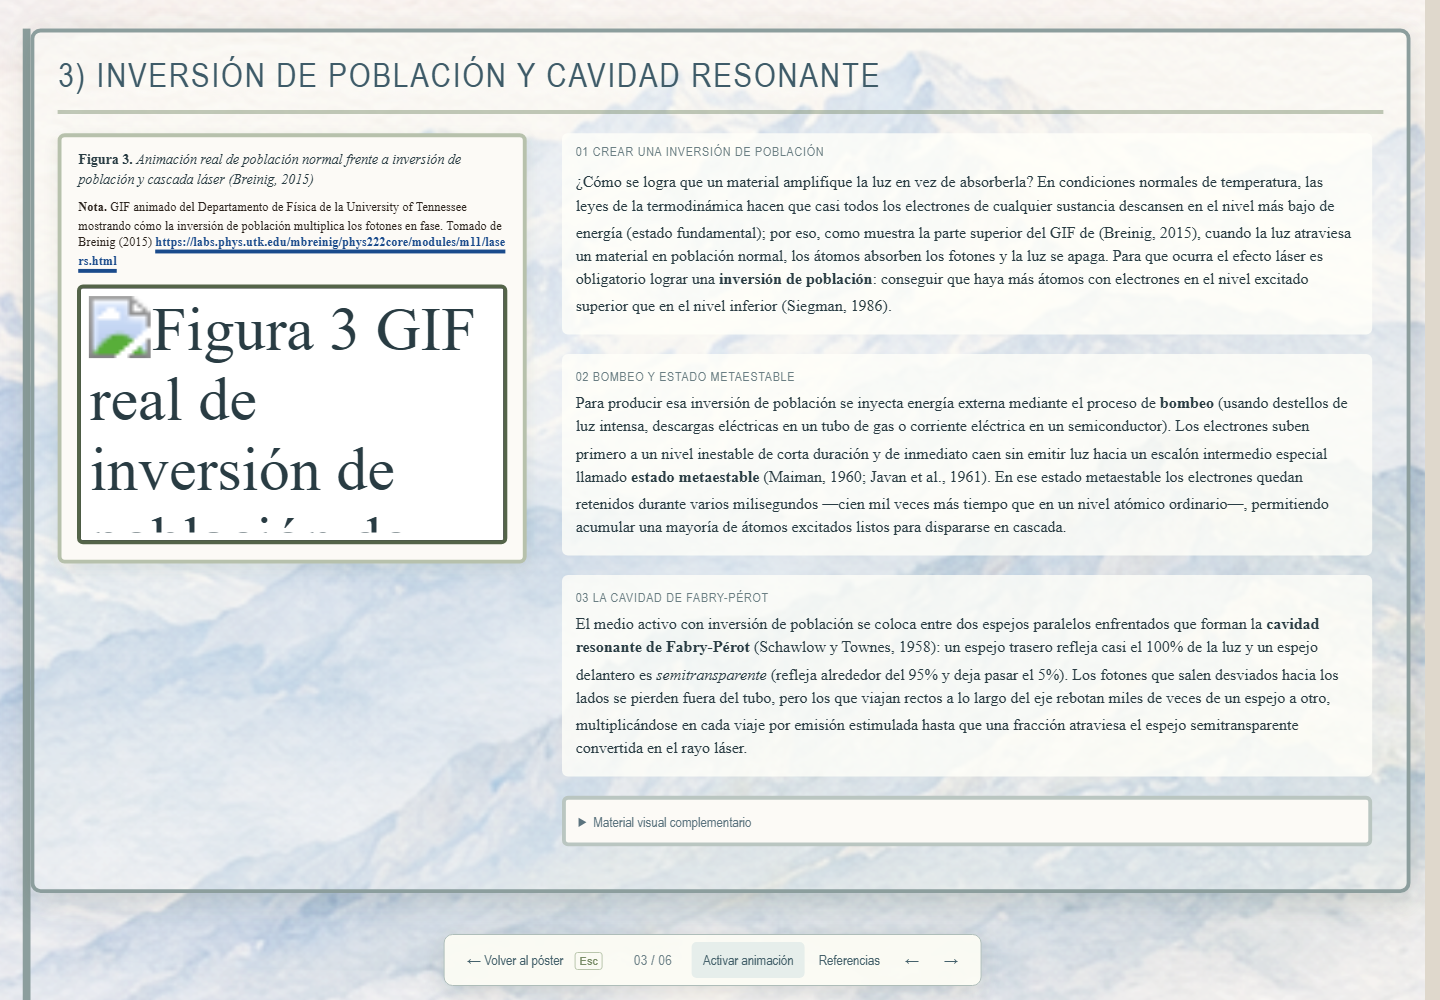 3) INVERSIÓN DE POBLACIÓN Y CAVIDAD RESONANTE
Figura 3. Animación real de población normal frente a inversión de
población y cascada láser (Breinig, 2015)
Nota. GIF animado del Departamento de Física de la University of Tennessee
mostrando cómo la inversión de población multiplica los fotones en fase. Tomado de
Breinig (2015) https://labs.phys.utk.edu/mbreinig/phys222core/modules/m11/lase
rs.html
Figura 3 GIF
real de
inversión de
población de
01 CREAR UNA INVERSIÓN DE POBLACIÓN
¿Cómo se logra que un material amplifique la luz en vez de absorberla? En condiciones normales de temperatura, las
leyes de la termodinámica hacen que casi todos los electrones de cualquier sustancia descansen en el nivel más bajo de
energía (estado fundamental); por eso, como muestra la parte superior del GIF de (Breinig, 2015), cuando la luz atraviesa
un material en población normal, los átomos absorben los fotones y la luz se apaga. Para que ocurra el efecto láser es
obligatorio lograr una inversión de población: conseguir que haya más átomos con electrones en el nivel excitado
superior que en el nivel inferior (Siegman, 1986).
02 BOMBEO Y ESTADO METAESTABLE
Para producir esa inversión de población se inyecta energía externa mediante el proceso de bombeo (usando destellos de
luz intensa, descargas eléctricas en un tubo de gas o corriente eléctrica en un semiconductor). Los electrones suben
primero a un nivel inestable de corta duración y de inmediato caen sin emitir luz hacia un escalón intermedio especial
llamado estado metaestable (Maiman, 1960; Javan et al., 1961). En ese estado metaestable los electrones quedan
retenidos durante varios milisegundos —cien mil veces más tiempo que en un nivel atómico ordinario—, permitiendo
acumular una mayoría de átomos excitados listos para dispararse en cascada.
03 LA CAVIDAD DE FABRY-PÉROT
El medio activo con inversión de población se coloca entre dos espejos paralelos enfrentados que forman la cavidad
resonante de Fabry-Pérot (Schawlow y Townes, 1958): un espejo trasero refleja casi el 100% de la luz y un espejo
delantero es semitransparente (refleja alrededor del 95% y deja pasar el 5%). Los fotones que salen desviados hacia los
lados se pierden fuera del tubo, pero los que viajan rectos a lo largo del eje rebotan miles de veces de un espejo a otro,
multiplicándose en cada viaje por emisión estimulada hasta que una fracción atraviesa el espejo semitransparente
convertida en el rayo láser.
▶ Material visual complementario
← Volver al póster Esc 03 / 06 Activar animación Referencias ← →